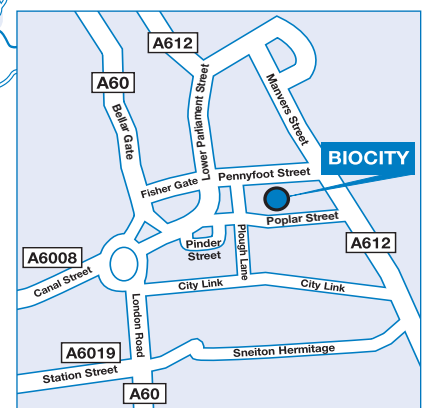 A612
A60
Bellar Gate
Lower Parliament Street
Manvers Street
BIOCITY
Fisher Gate
Pennyfoot Street
Poplar Street
Pinder
Street
Plough Lane
A612
A6008
Canal Street
City Link
City Link
London Road
A6019
Sneiton Hermitage
Station Street
A60